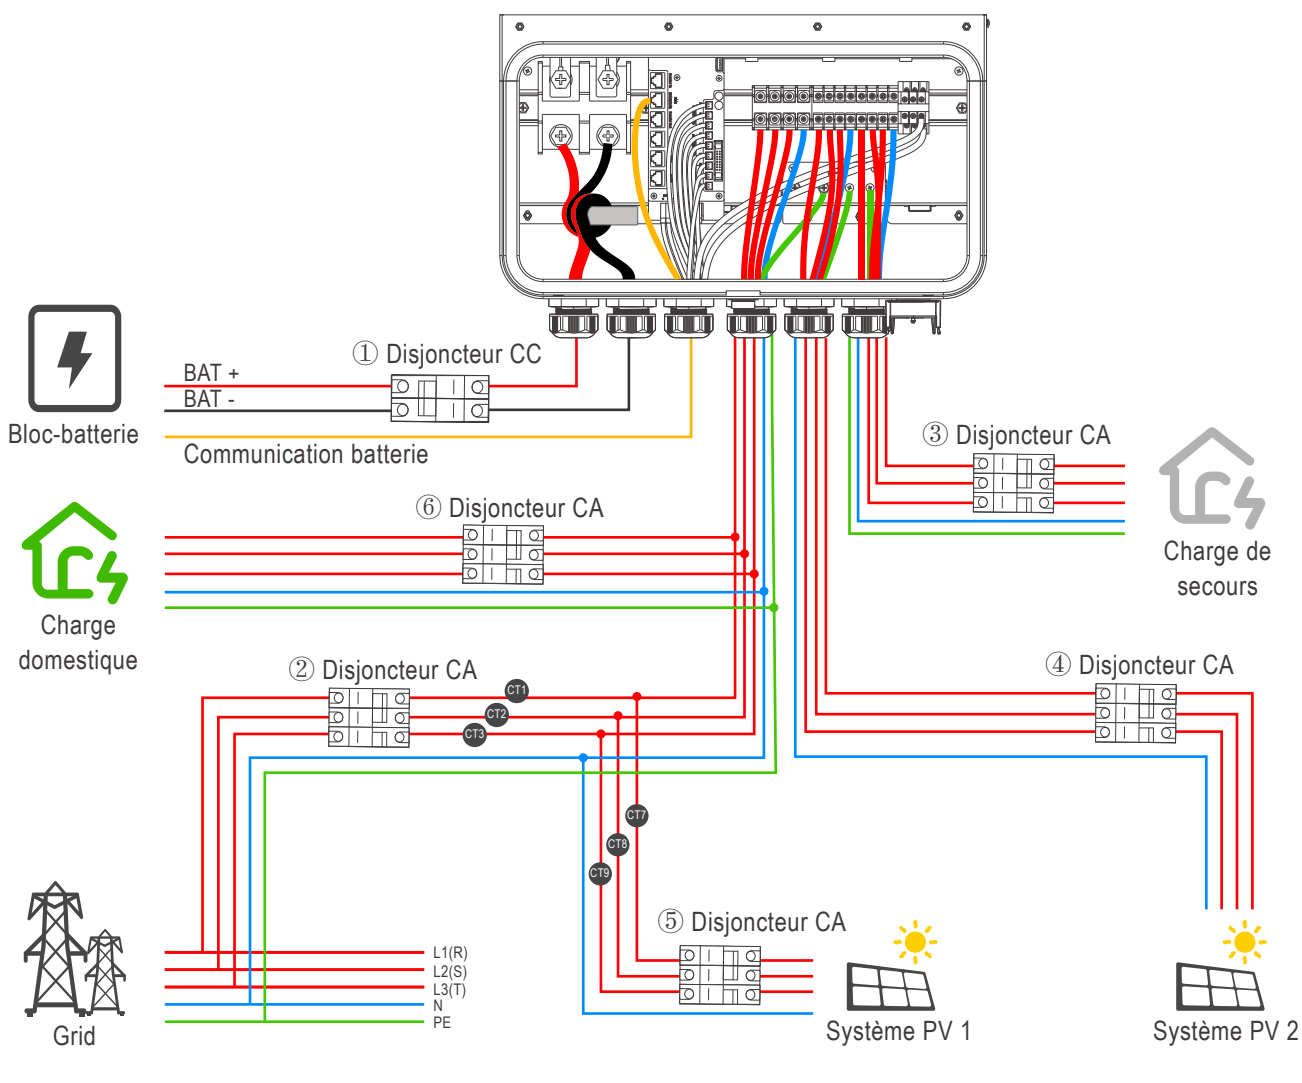 ① Disjoncteur CC
BAT +
BAT -
Bloc-batterie
Communication batterie
③ Disjoncteur CA
⑥ Disjoncteur CA
Charge de
secours
Charge
domestique
② Disjoncteur CA
④ Disjoncteur CA
CT1
CT2
CT3
CT7
CT8
CT9
⑤ Disjoncteur CA
L1(R)
L2(S)
L3(T)
N
PE
Grid
Système PV 1
Système PV 2